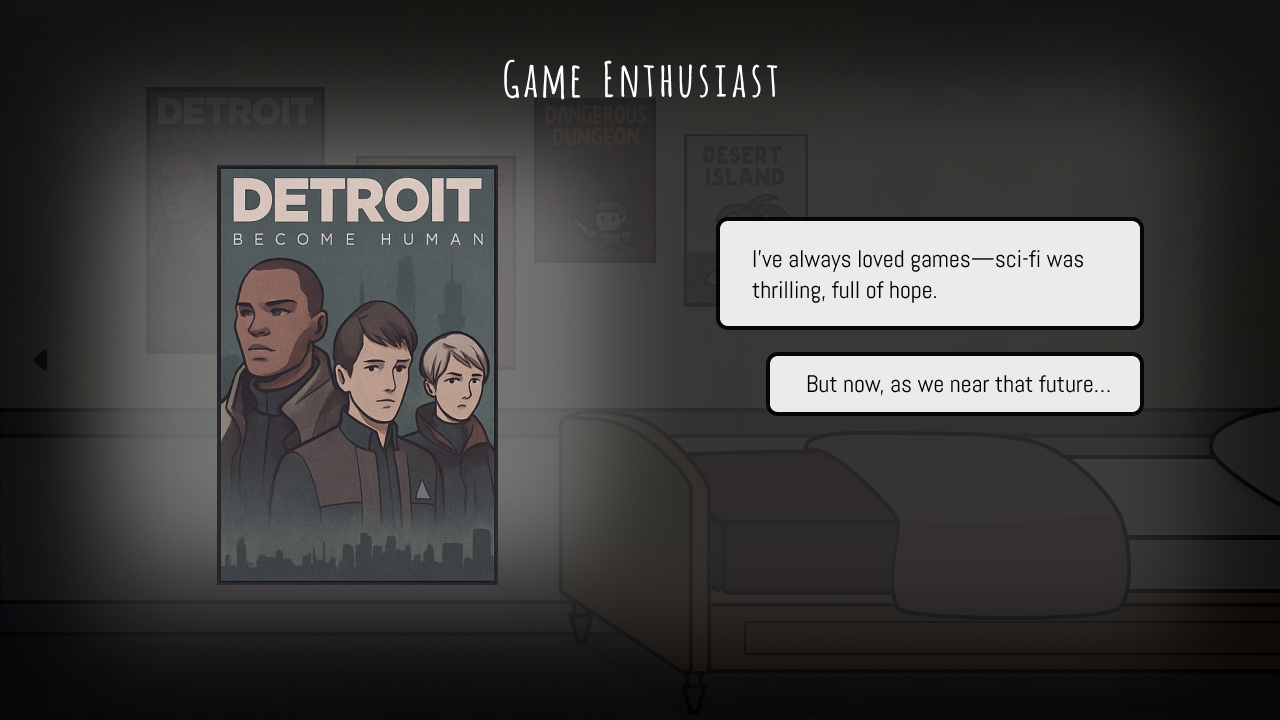 GAME ENTHUSIAST
DETROIT
BECOME HUMAN
DANGEROUS
DUNGEON
DESERT
ISLAND
DETROIT
BECOME HUMAN
I've always loved games—sci-fi was
thrilling, full of hope.
But now, as we near that future...